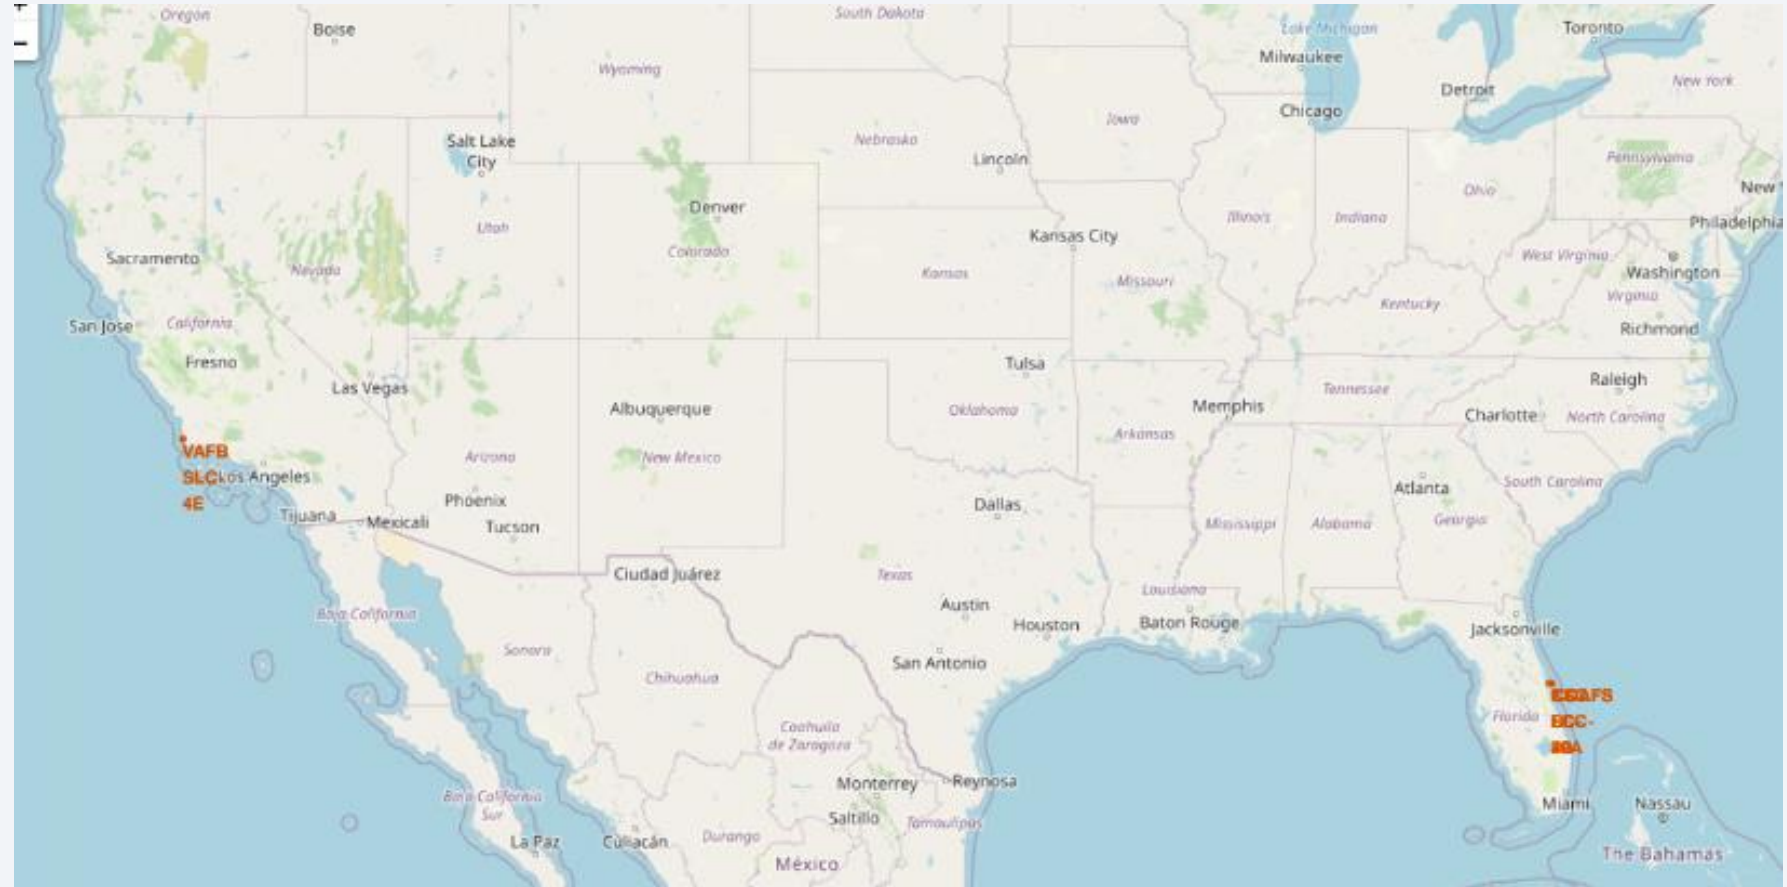 +
−
Oregon
Boise
South Dakota
Lake Michigan
Toronto
Milwaukee
Wyoming
New York
Detroit
Chicago
Iowa
Nebraska
Salt Lake
City
Lincoln
Pennsylvania
Ohio
New
Denver
Illinois
Indiana
Philadelphia
Utah
Kansas City
Colorado
Sacramento
West Virginia
Nevada
Kansas
Missouri
Washington
Virginia
Kentucky
San Jose
California
Richmond
Fresno
Tulsa
Las Vegas
Tennessee
Raleigh
Albuquerque
Oklahoma
Memphis
Charlotte
North Carolina
Arkansas
VAFB
SLC-
4E
Los Angeles
Arizona
New Mexico
Atlanta
South Carolina
Phoenix
Dallas
Tijuana
Mexicali
Tucson
Mississippi
Alabama
Georgia
Ciudad Juárez
Texas
Louisiana
Austin
Baja California
Houston
Baton Rouge
Jacksonville
Sonora
San Antonio
Chihuahua
Florida
Coahuila
de Zaragoza
Monterrey
Reynosa
Baja California
Sur
Miami
Nassau
Saltillo
Tamaulipas
La Paz
Culiacán
Durango
México
The Bahamas